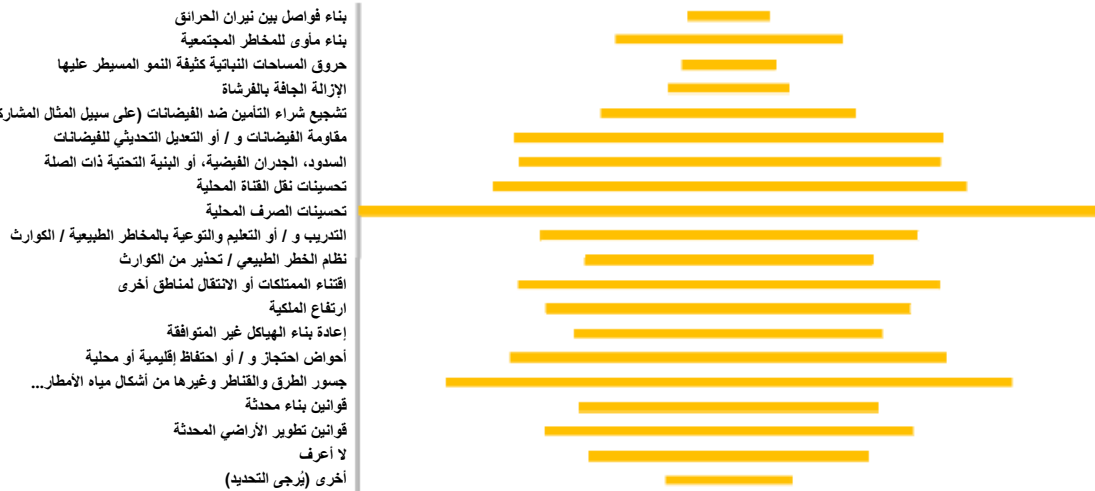 بناء فواصل بين نيران الحرائق
بناء مأوى للمخاطر المجتمعية
حروق المساحات النباتية كثيفة النمو المسيطر عليها
الإزالة الجافة بالفرشاة
تشجيع شراء التأمين ضد الفيضانات (على سبيل المثال
مقاومة الفيضانات و / أو التعديل التحديثي للفيضانات
السدود، الجدران الفيضية، أو البنية التحتية ذات الصلة
تحسينات نقل القناة المحلية
تحسينات الصرف المحلية
التدريب و / أو التعليم والتوعية بالمخاطر الطبيعية / الكوارث
نظام الخطر الطبيعي / تحذير من الكوارث
اقتناء الممتلكات أو الانتقال لمناطق أخرى
ارتفاع الملكية
إعادة بناء الهياكل غير المتوافقة
أحواض احتجاز و / أو احتفاظ إقليمية أو محلية
جسور الطرق والقناطر وغيرها من أشكال مياه الأمطار...
قوانين بناء محدثة
قوانين تطوير الأراضي المحدثة
لا أعرف
أخرى (يُرجى التحديد)